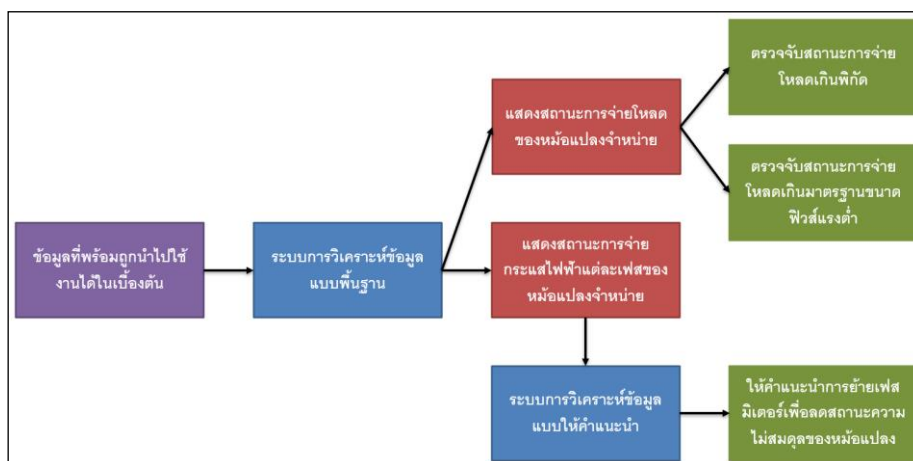 ตรวจจับสถานะการจ่าย
โหลดเกินพิกัด
แสดงสถานะการจ่ายโหลด
ของหม้อแปลงจำหน่าย
ตรวจจับสถานะการจ่าย
โหลดเกินมาตรฐานขนาด
ฟิวส์แรงต่ำ
ข้อมูลที่พร้อมถูกนำไปใช้
งานได้ในเบื้องต้น
ระบบการวิเคราะห์ข้อมูล
แบบพื้นฐาน
แสดงสถานะการจ่าย
กระแสไฟฟ้าแต่ละเฟสของ
หม้อแปลงจำหน่าย
ระบบการวิเคราะห์ข้อมูล
แบบให้คำแนะนำ
ให้คำแนะนำการย้ายเฟส
มิเตอร์เพื่อลดสถานะความ
ไม่สมดุลของหม้อแปลง